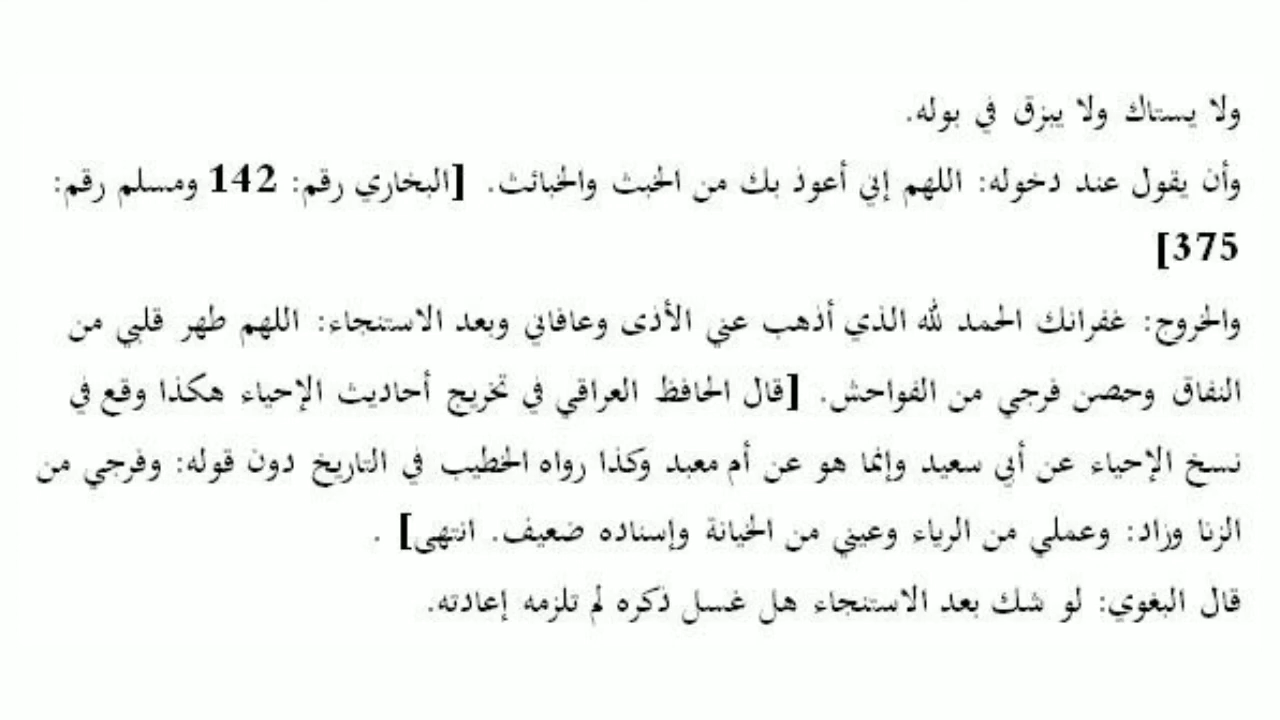 ولا يستاك ولا يبزق في بوله.
وأن يقول عند دخوله: اللهم إني أعوذ بك من الخبث والخبائث. [البخاري رقم: 142 ومسلم رقم:
375]
والخروج: غفرانك الحمد لله الذي أذهب عني الأذى وعافاني وبعد الاستنجاء: اللهم طهر قلبي من
النفاق وحصن فرجي من الفواحش. [قال الحافظ العراقي في تخريج أحاديث الإحياء هكذا وقع في
نسخ الإحياء عن أبي سعيد وإنما هو عن أم معبد وكذا رواه الخطيب في التاريخ دون قوله: وفرجي من
الزنا وزاد: وعملي من الرياء وعيني من الخيانة وإسناده ضعيف. انتهى] .
قال البغوي: لو شك بعد الاستنجاء هل غسل ذكره لم تلزمه إعادته.